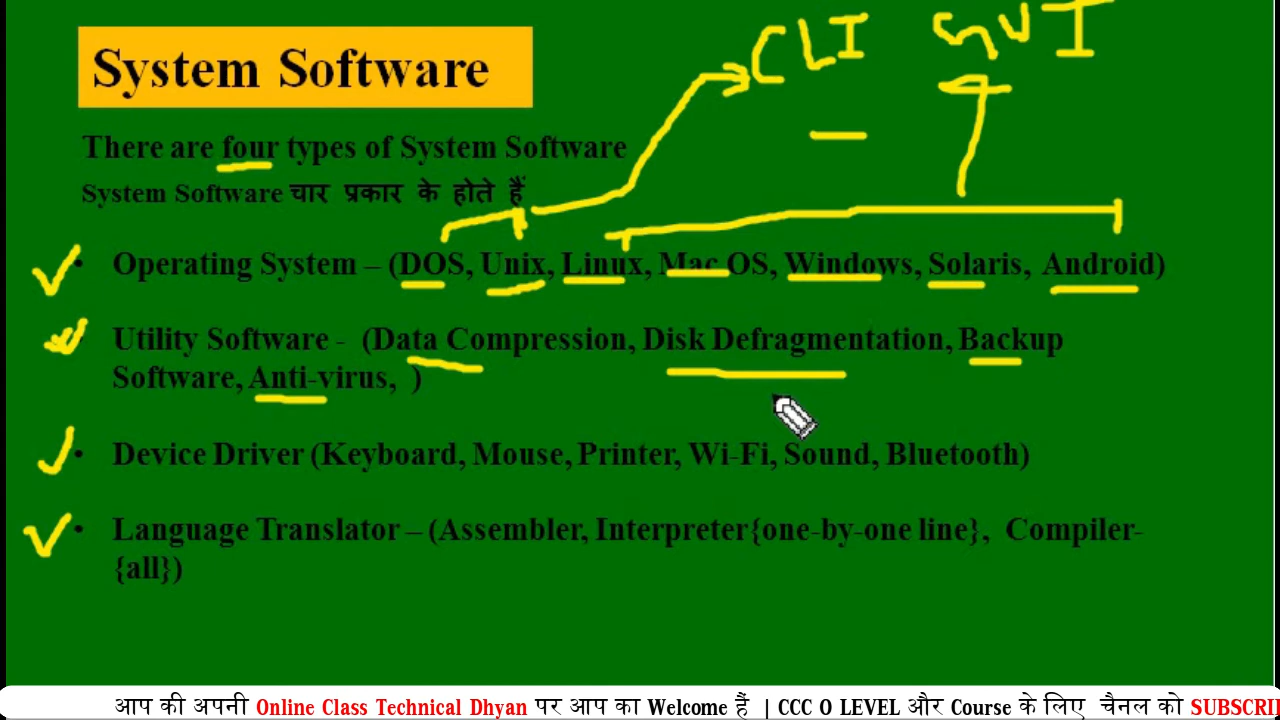 CLI GUI
System Software
There are four types of System Software
System Software चार प्रकार के होते हैं
• Operating System – (DOS, Unix, Linux, Mac OS, Windows, Solaris, Android)
• Utility Software - (Data Compression, Disk Defragmentation, Backup
Software, Anti-virus, )
• Device Driver (Keyboard, Mouse, Printer, Wi-Fi, Sound, Bluetooth)
• Language Translator – (Assembler, Interpreter{one-by-one line}, Compiler-
{all})
आप की अपनी Online Class Technical Dhyan पर आप का Welcome हैं | CCC O LEVEL और Course के लिए चैनल को SUBSCRI